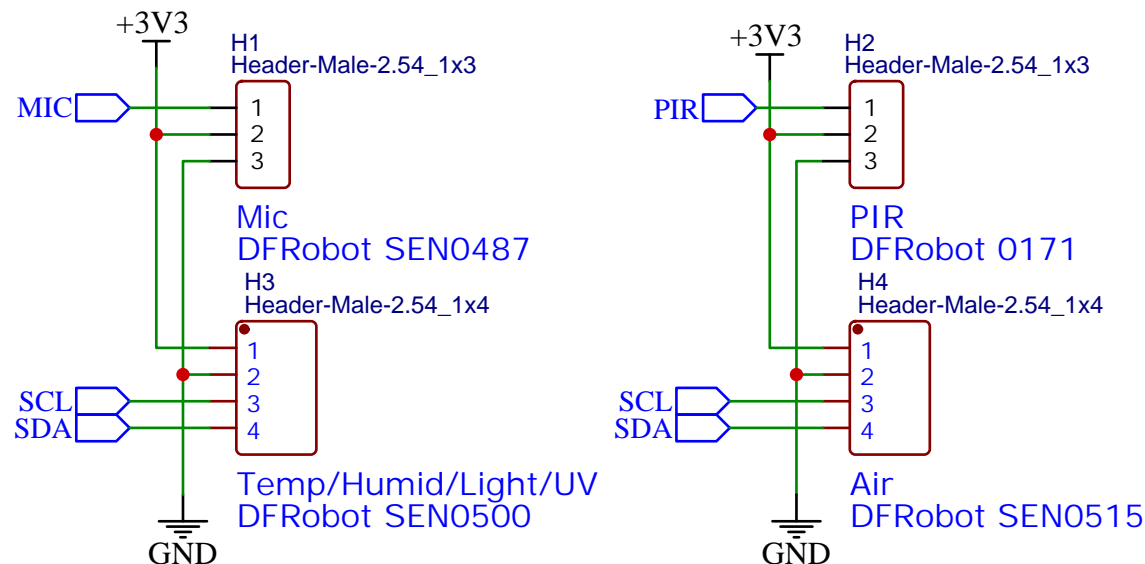 +3V3
H1
Header-Male-2.54_1x3
MIC
1
2
3
Mic
DFRobot SEN0487
H3
Header-Male-2.54_1x4
1
2
SCL
3
SDA
4
Temp/Humid/Light/UV
DFRobot SEN0500
GND
+3V3
H2
Header-Male-2.54_1x3
PIR
1
2
3
PIR
DFRobot 0171
H4
Header-Male-2.54_1x4
1
2
SCL
3
SDA
4
Air
DFRobot SEN0515
GND